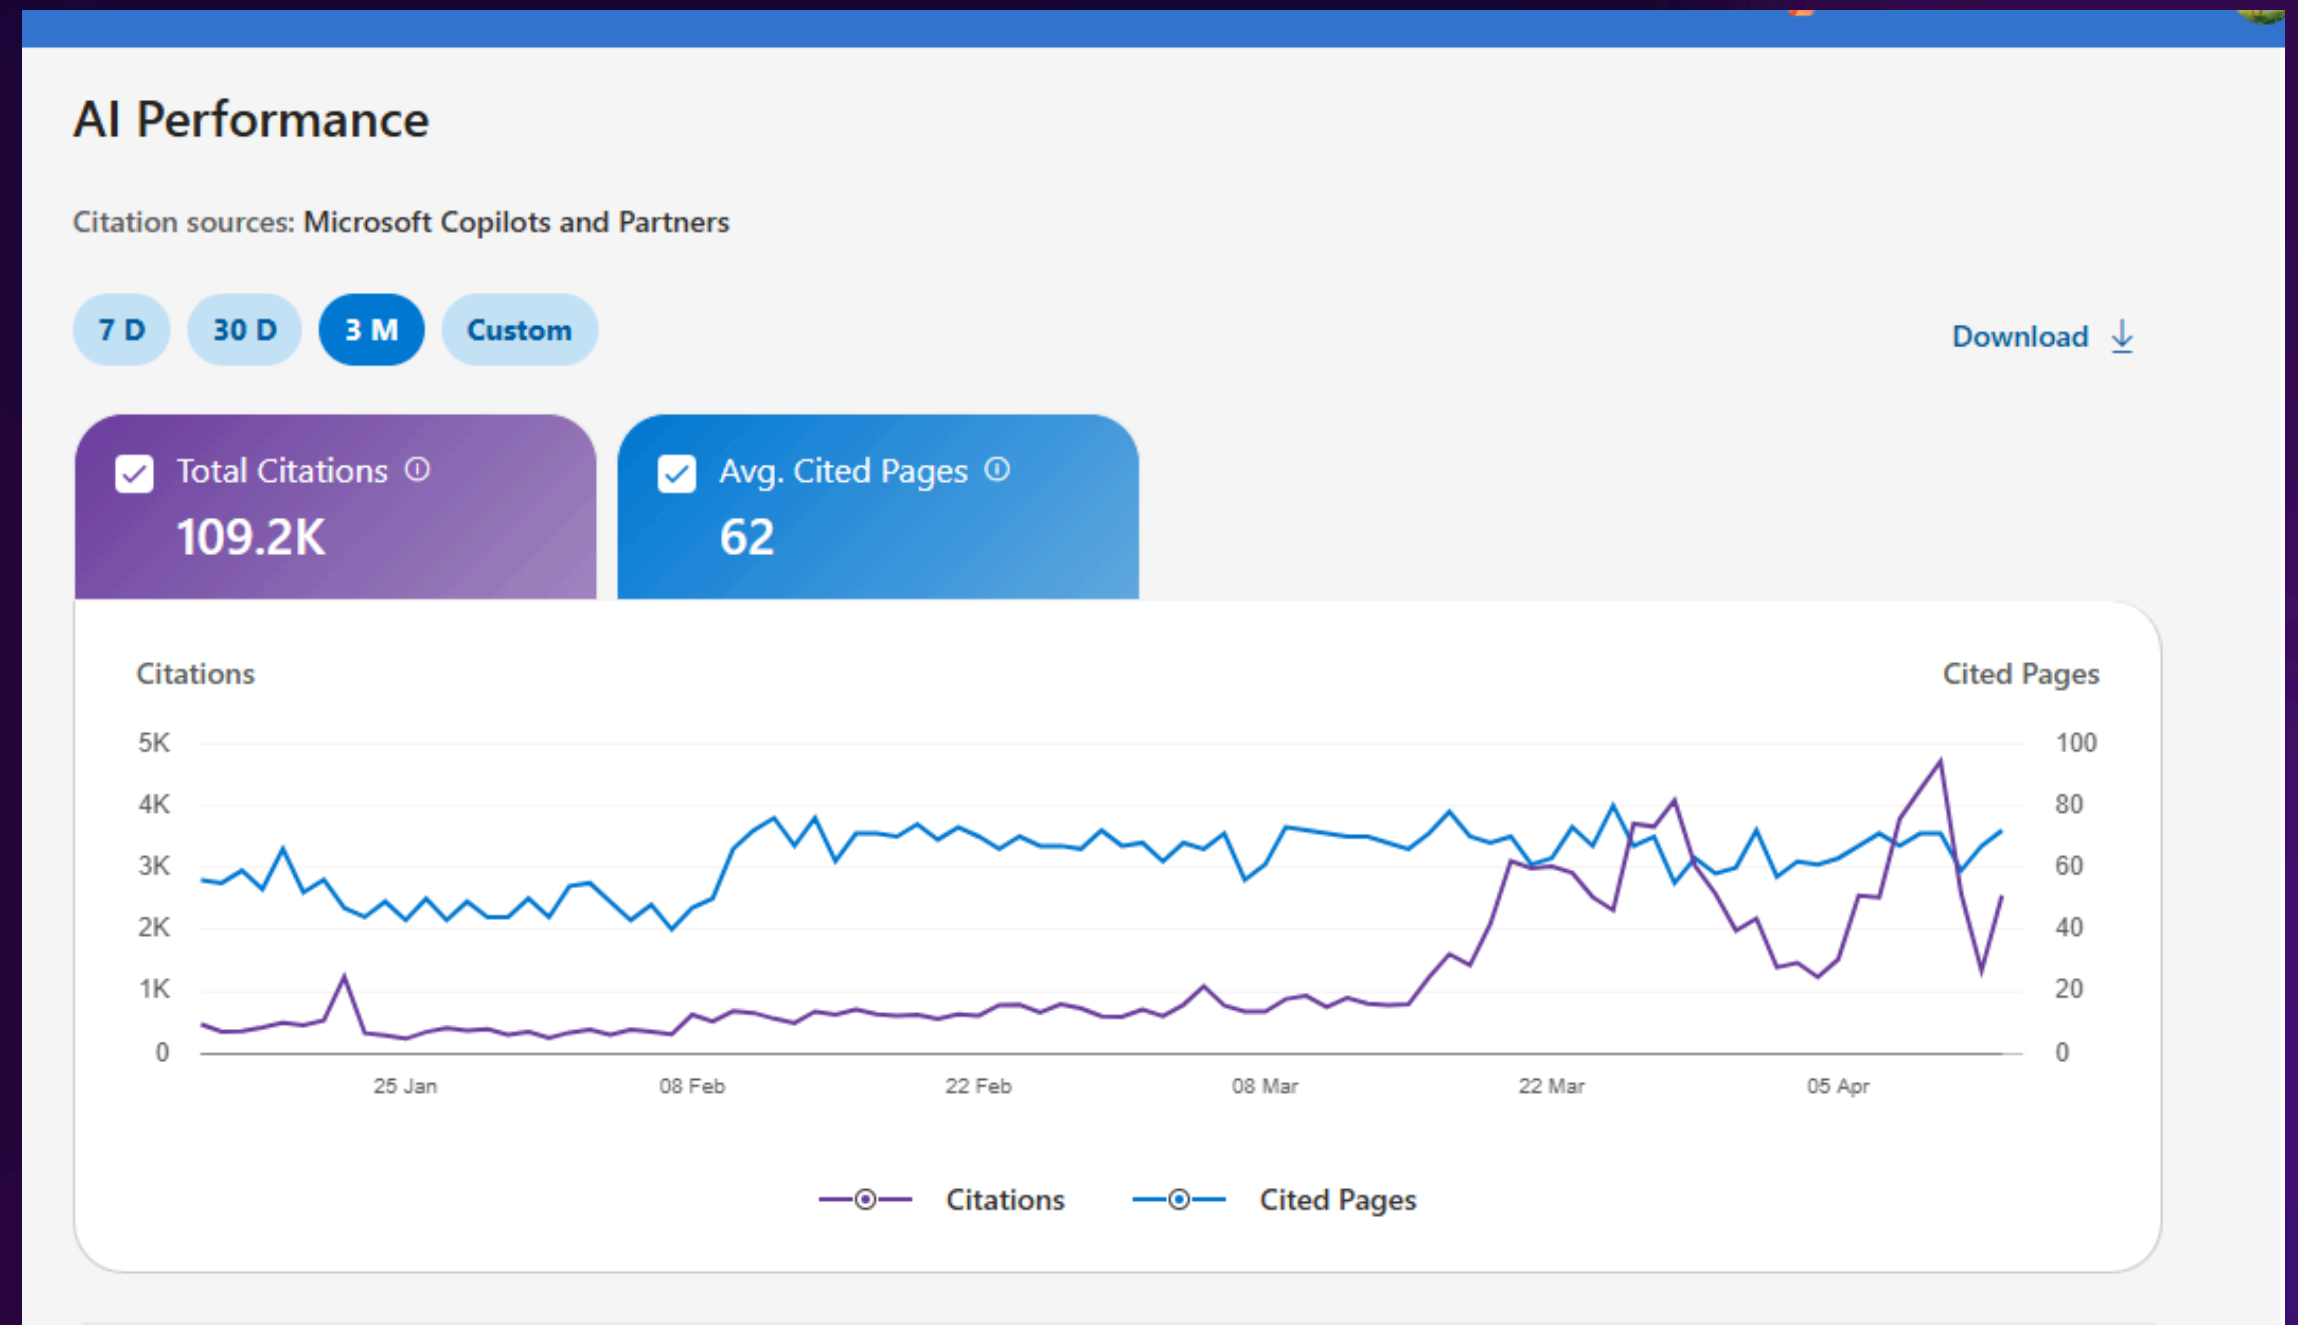 AI Performance
Citation sources: Microsoft Copilots and Partners
7 D 30 D 3 M Custom
Download
Total Citations
109.2K
Avg. Cited Pages
62
Citations Cited Pages
5K 100
4K 80
3K 60
2K 40
1K 20
0 0
25 Jan 08 Feb 22 Feb 08 Mar 22 Mar 05 Apr
Citations Cited Pages